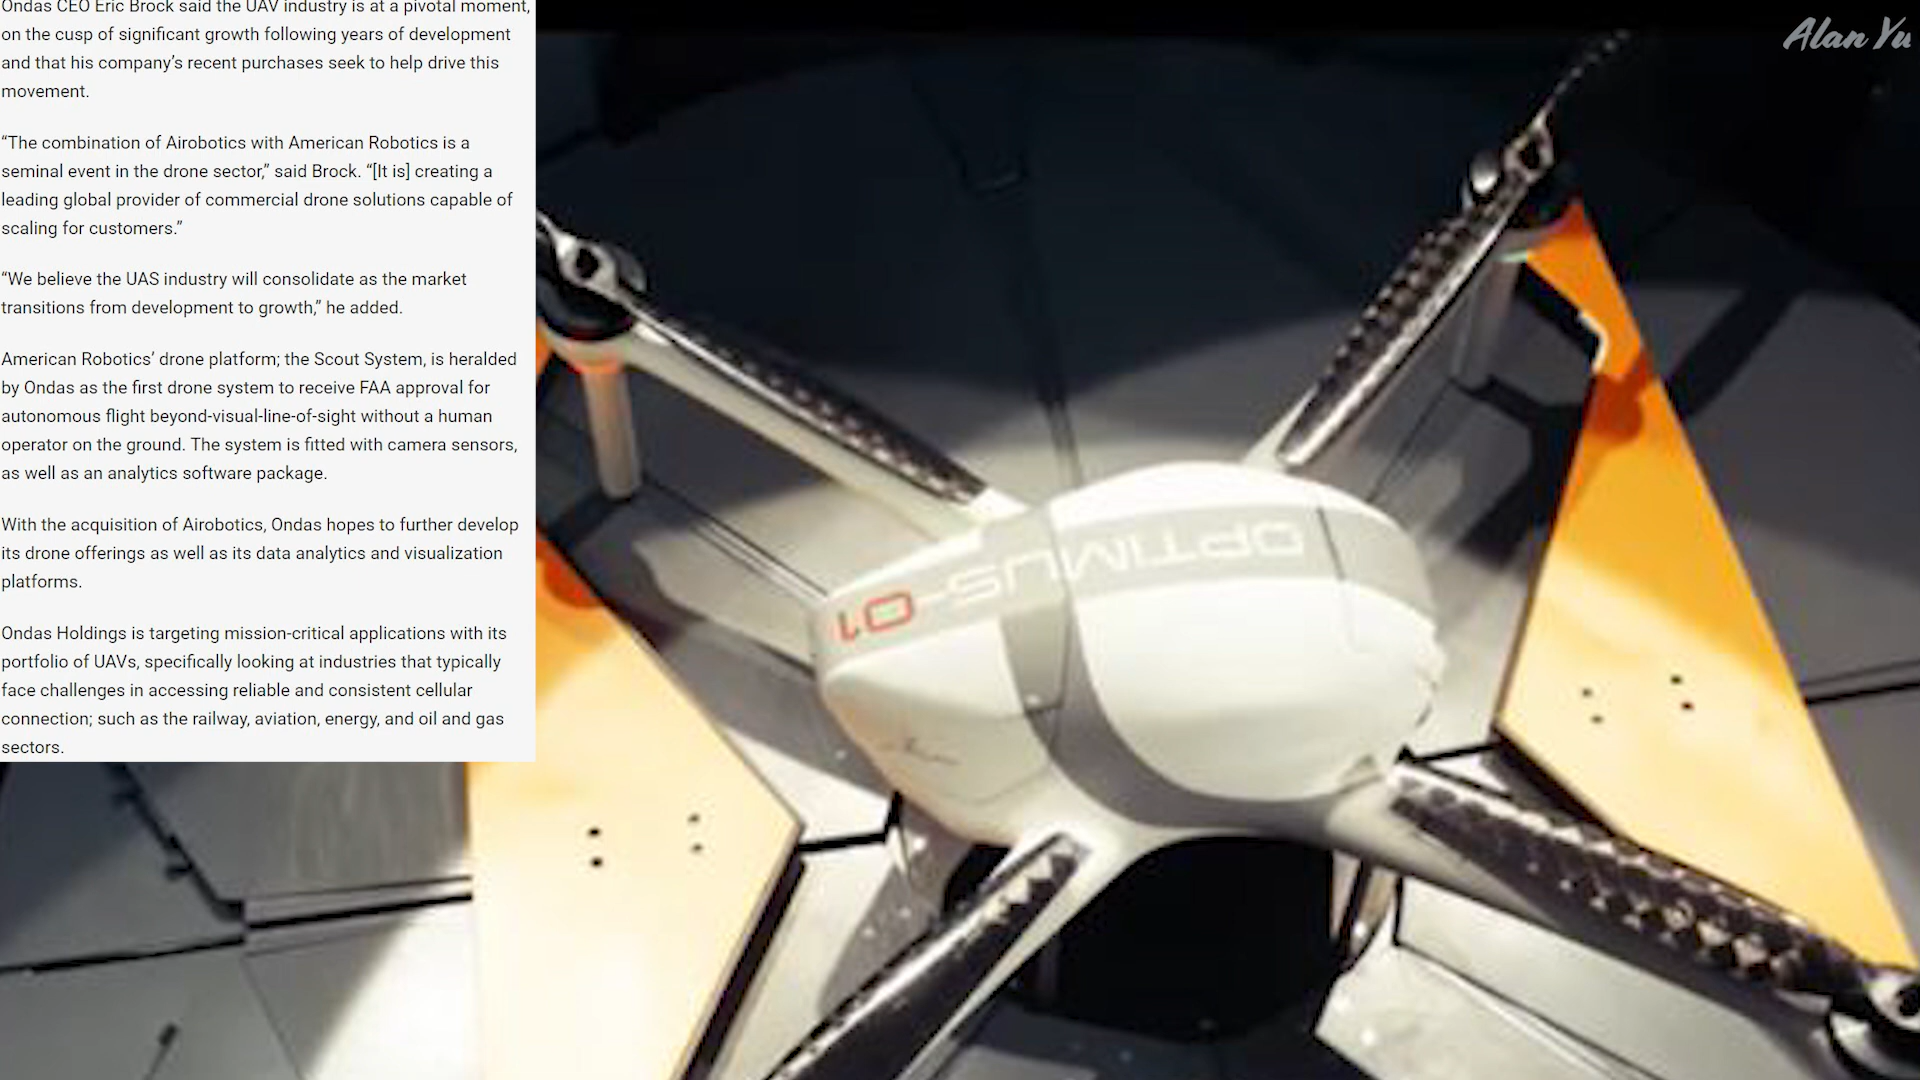 Ondas CEO Eric Brock said the UAV industry is at a pivotal moment,
on the cusp of significant growth following years of development
and that his company’s recent purchases seek to help drive this
movement.
“The combination of Airobotics with American Robotics is a
seminal event in the drone sector,” said Brock. “[It is] creating a
leading global provider of commercial drone solutions capable of
scaling for customers.”
“We believe the UAS industry will consolidate as the market
transitions from development to growth,” he added.
American Robotics’ drone platform; the Scout System, is heralded
by Ondas as the first drone system to receive FAA approval for
autonomous flight beyond-visual-line-of-sight without a human
operator on the ground. The system is fitted with camera sensors,
as well as an analytics software package.
With the acquisition of Airobotics, Ondas hopes to further develop
its drone offerings as well as its data analytics and visualization
platforms.
Ondas Holdings is targeting mission-critical applications with its
portfolio of UAVs, specifically looking at industries that typically
face challenges in accessing reliable and consistent cellular
connection; such as the railway, aviation, energy, and oil and gas
sectors.
Alan Yu
OPTIMUS-01